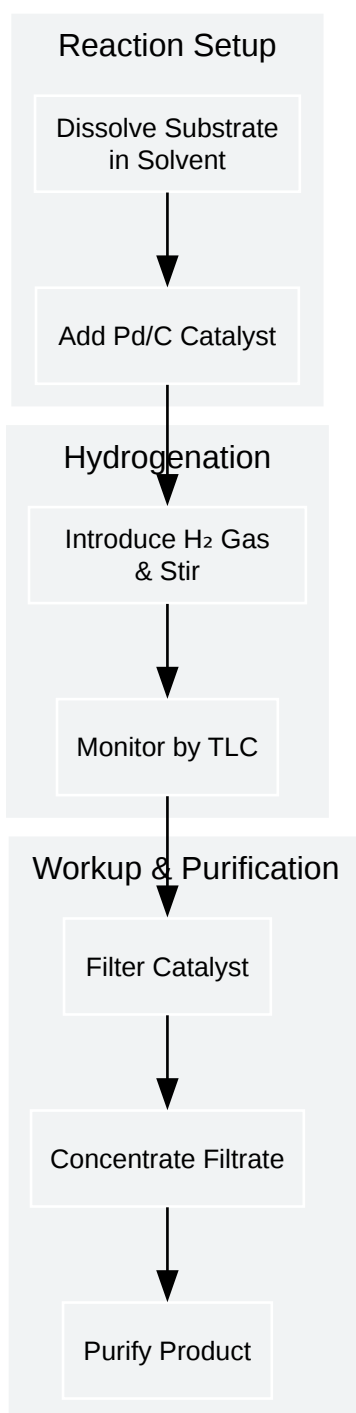 Reaction Setup
Dissolve Substrate
in Solvent
Add Pd/C Catalyst
Hydrogenation
Introduce H₂ Gas
& Stir
Monitor by TLC
Workup & Purification
Filter Catalyst
Concentrate Filtrate
Purify Product